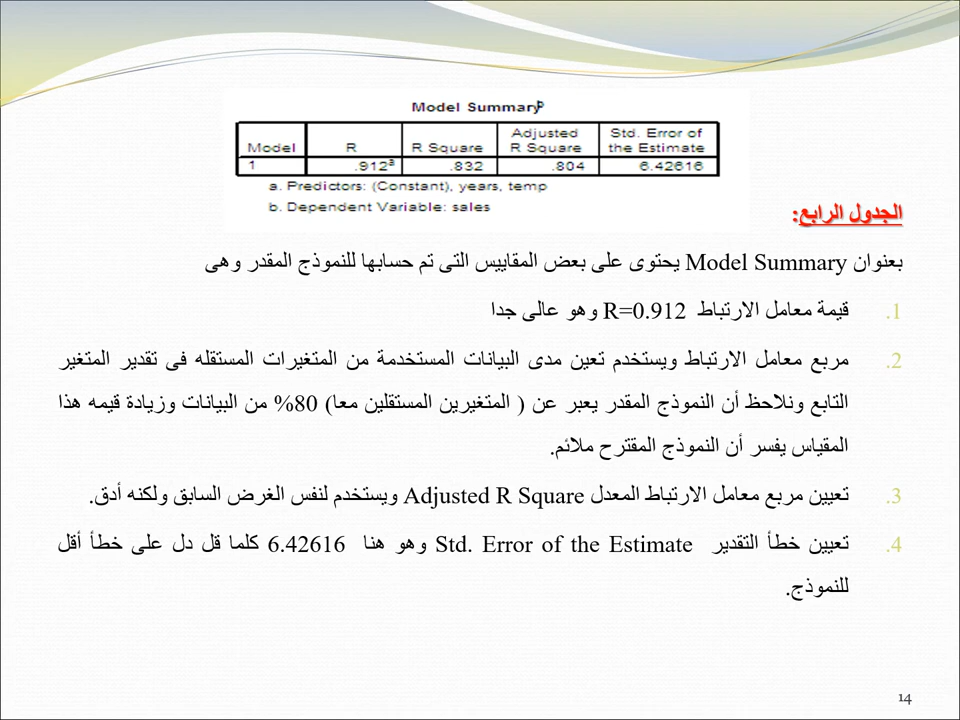 Model Summaryb
Model R R Square Adjusted R Square Std. Error of the Estimate
1 .912a .832 .804 6.42616
a. Predictors: (Constant), years, temp
b. Dependent Variable: sales
الجدول الرابع:
بعنوان Model Summary يحتوى على بعض المقاييس التى تم حسابها للنموذج المقدر وهى
1. قيمة معامل الارتباط R=0.912 وهو عالى جدا
2. مربع معامل الارتباط ويستخدم تعين مدى البيانات المستخدمة من المتغيرات المستقله فى تقدير المتغير
التابع ونلاحظ أن النموذج المقدر يعبر عن ( المتغيرين المستقلين معا) 80% من البيانات وزيادة قيمه هذا
المقياس يفسر أن النموذج المقترح ملائم.
3. تعيين مربع معامل الارتباط المعدل Adjusted R Square ويستخدم لنفس الغرض السابق ولكنه أدق.
4. تعيين خطأ التقدير Std. Error of the Estimate وهو هنا 6.42616 كلما قل دل على خطأ أقل
للنموذج.
14